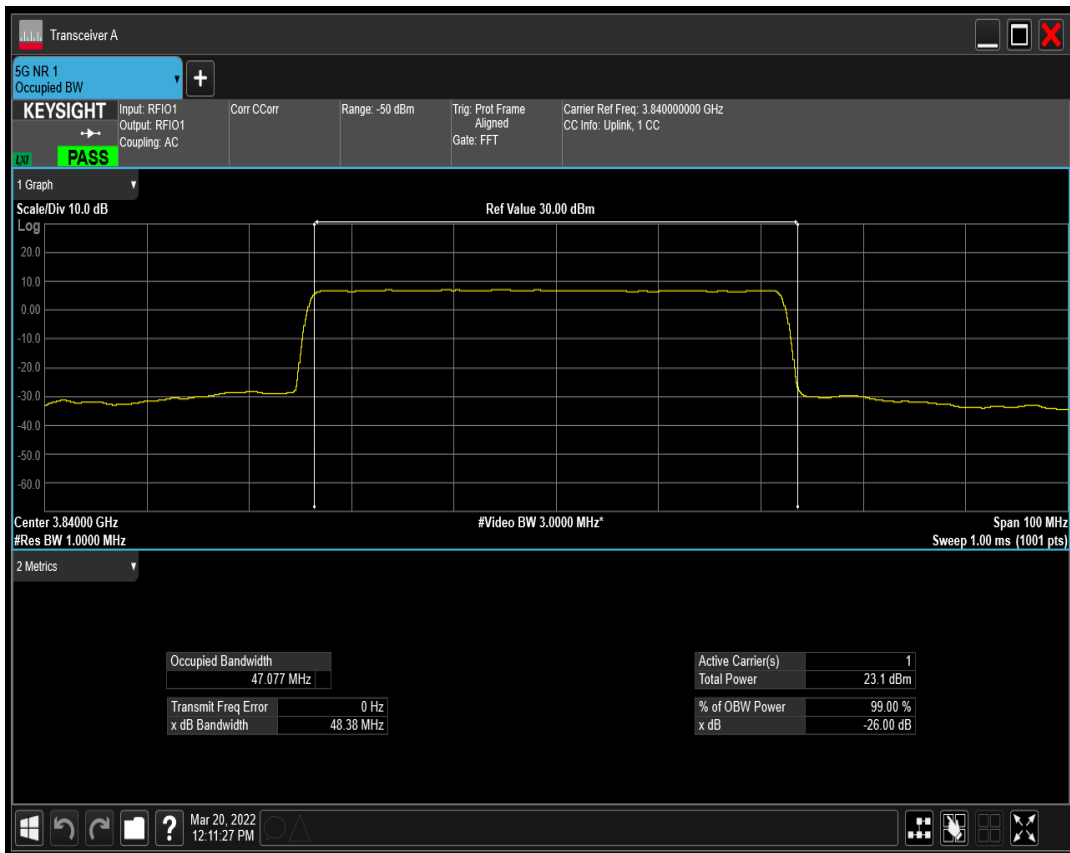 Transceiver A
5G NR 1
Occupied BW
+
KEYSIGHT
LXI
PASS
Input: RFIO1
Output: RFIO1
Coupling: AC
Corr CCorr
Range: -50 dBm
Trig: Prot Frame
Aligned
Gate: FFT
Carrier Ref Freq: 3.840000000 GHz
CC Info: Uplink, 1 CC
1 Graph
Scale/Div 10.0 dB
Ref Value 30.00 dBm
Log
20.0
10.0
0.00
-10.0
-20.0
-30.0
-40.0
-50.0
-60.0
Center 3.84000 GHz
#Video BW 3.0000 MHz*
Span 100 MHz
#Res BW 1.0000 MHz
Sweep 1.00 ms (1001 pts)
2 Metrics
Occupied Bandwidth
47.077 MHz
Transmit Freq Error 0 Hz
x dB Bandwidth 48.38 MHz
Active Carrier(s) 1
Total Power 23.1 dBm
% of OBW Power 99.00 %
x dB -26.00 dB
?
Mar 20, 2022
12:11:27 PM